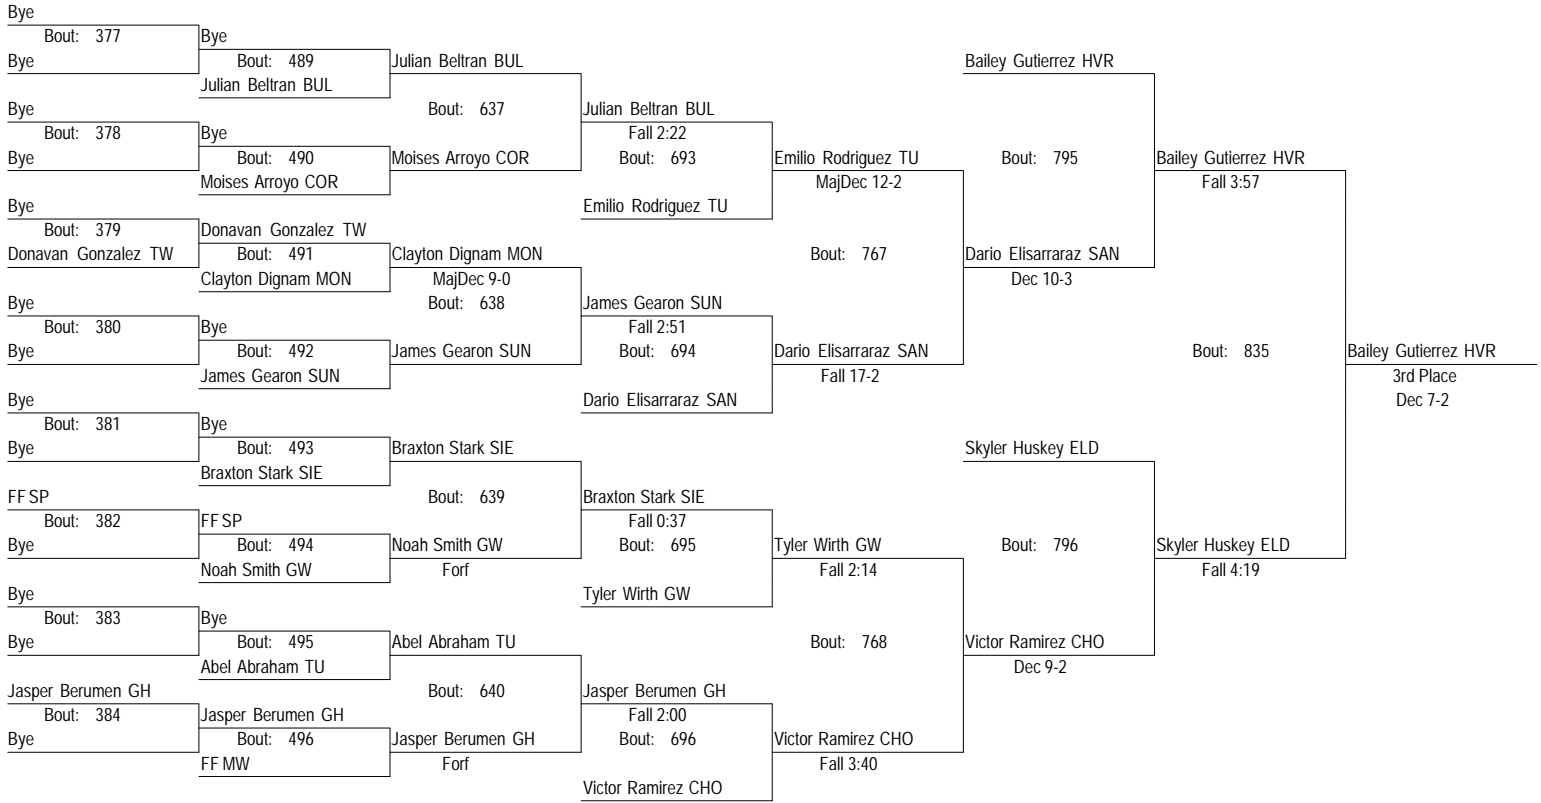 Bye
Bout: 377 Bye
Bye Bout: 489 Julian Beltran BUL Bailey Gutierrez HVR
Julian Beltran BUL
Bye Bout: 637 Julian Beltran BUL
Bout: 378 Bye Fall 2:22
Bye Bout: 490 Moises Arroyo COR Bout: 693 Emilio Rodriguez TU Bout: 795 Bailey Gutierrez HVR
Moises Arroyo COR MajDec 12-2 Fall 3:57
Bye Emilio Rodriguez TU
Bout: 379 Donavan Gonzalez TW
Donavan Gonzalez TW Bout: 491 Clayton Dignam MON Bout: 767 Dario Elisarraraz SAN
Clayton Dignam MON MajDec 9-0 Dec 10-3
Bye Bout: 638 James Gearon SUN
Bout: 380 Bye Fall 2:51
Bye Bout: 492 James Gearon SUN Bout: 694 Dario Elisarraraz SAN Bout: 835 Bailey Gutierrez HVR
James Gearon SUN Fall 17-2 3rd Place
Bye Dario Elisarraraz SAN Dec 7-2
Bout: 381 Bye
Bye Bout: 493 Braxton Stark SIE Skyler Huskey ELD
Braxton Stark SIE
FF SP Bout: 639 Braxton Stark SIE
Bout: 382 FF SP Fall 0:37
Bye Bout: 494 Noah Smith GW Bout: 695 Tyler Wirth GW Bout: 796 Skyler Huskey ELD
Noah Smith GW Forf Fall 2:14 Fall 4:19
Bye Tyler Wirth GW
Bout: 383 Bye
Bye Bout: 495 Abel Abraham TU Bout: 768 Victor Ramirez CHO
Abel Abraham TU Dec 9-2
Jasper Berumen GH Bout: 640 Jasper Berumen GH
Bout: 384 Jasper Berumen GH Fall 2:00
Bye Bout: 496 Jasper Berumen GH Bout: 696 Victor Ramirez CHO
FF MW Forf Fall 3:40
Victor Ramirez CHO